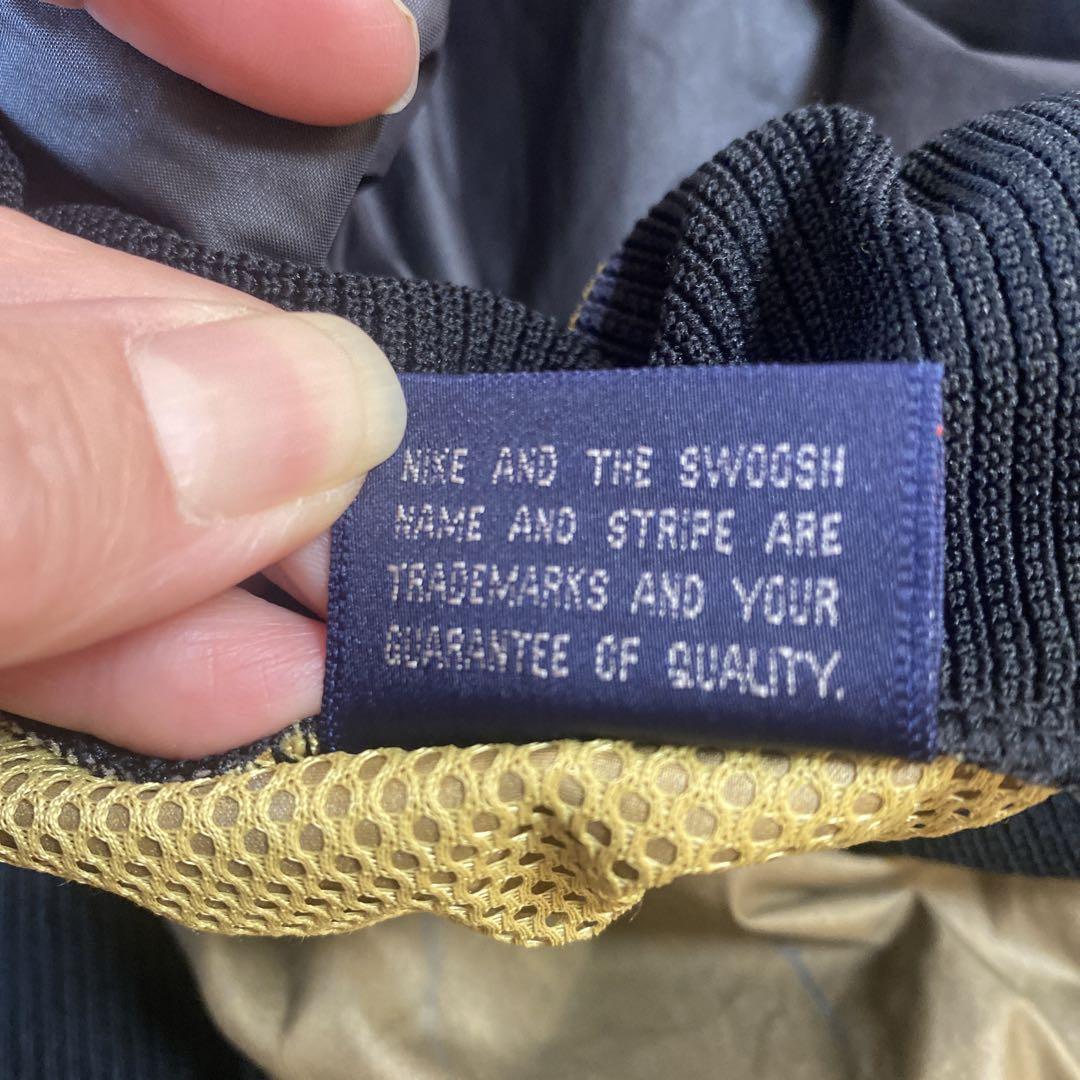 NIKE AND THE SWOOSH
NAME AND STRIPE ARE
TRADEMARKS AND YOUR
GUARANTEE OF QUALITY.